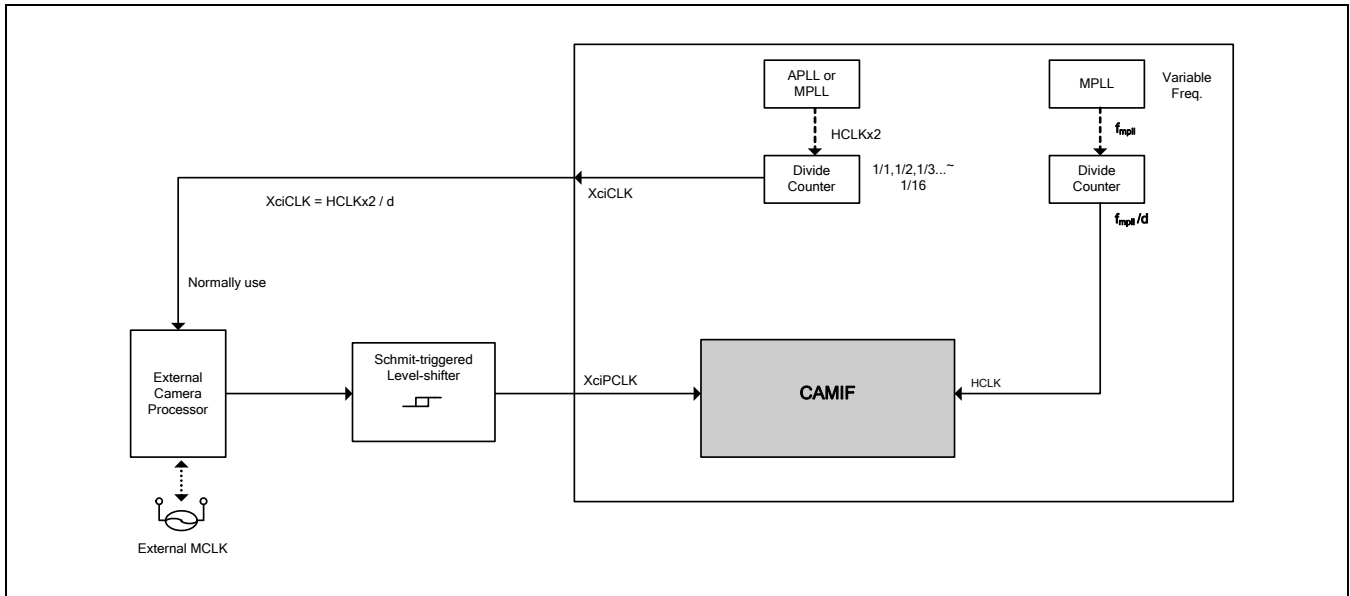 APLL or
MPLL
MPLL
Variable
Freq.
HCLKx2
fmpll
Divide
Counter
1/1,1/2,1/3...~
1/16
Divide
Counter
XciCLK
XciCLK = HCLKx2 / d
fmpll /d
Normally use
External
Camera
Processor
Schmit-triggered
Level-shifter
XciPCLK
CAMIF
HCLK
External MCLK